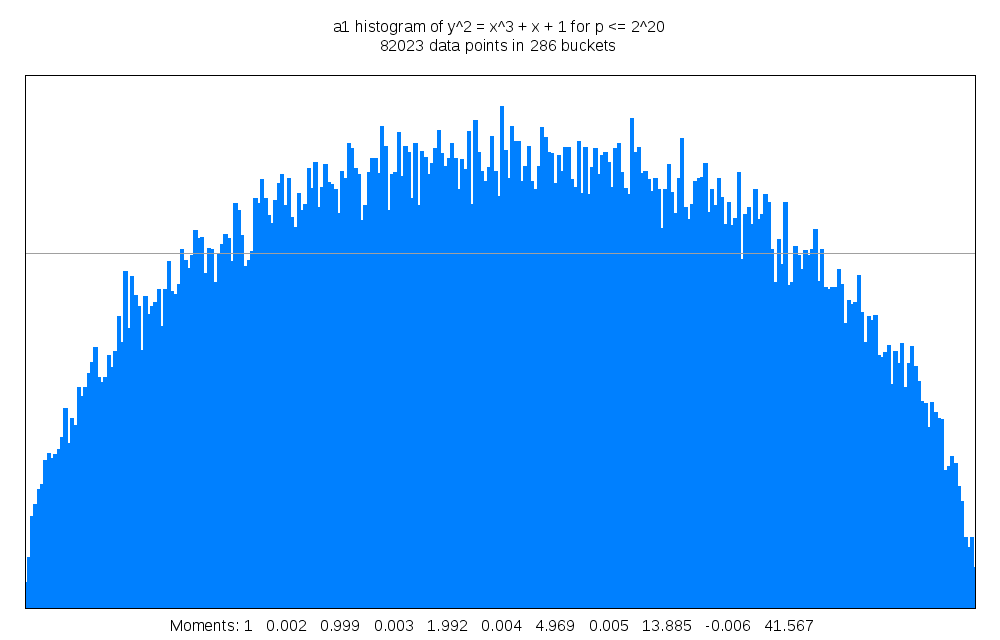 a1 histogram of y^2 = x^3 + x + 1 for p <= 2^20
82023 data points in 286 buckets
Moments: 1 0.002 0.999 0.003 1.992 0.004 4.969 0.005 13.885 -0.006 41.567